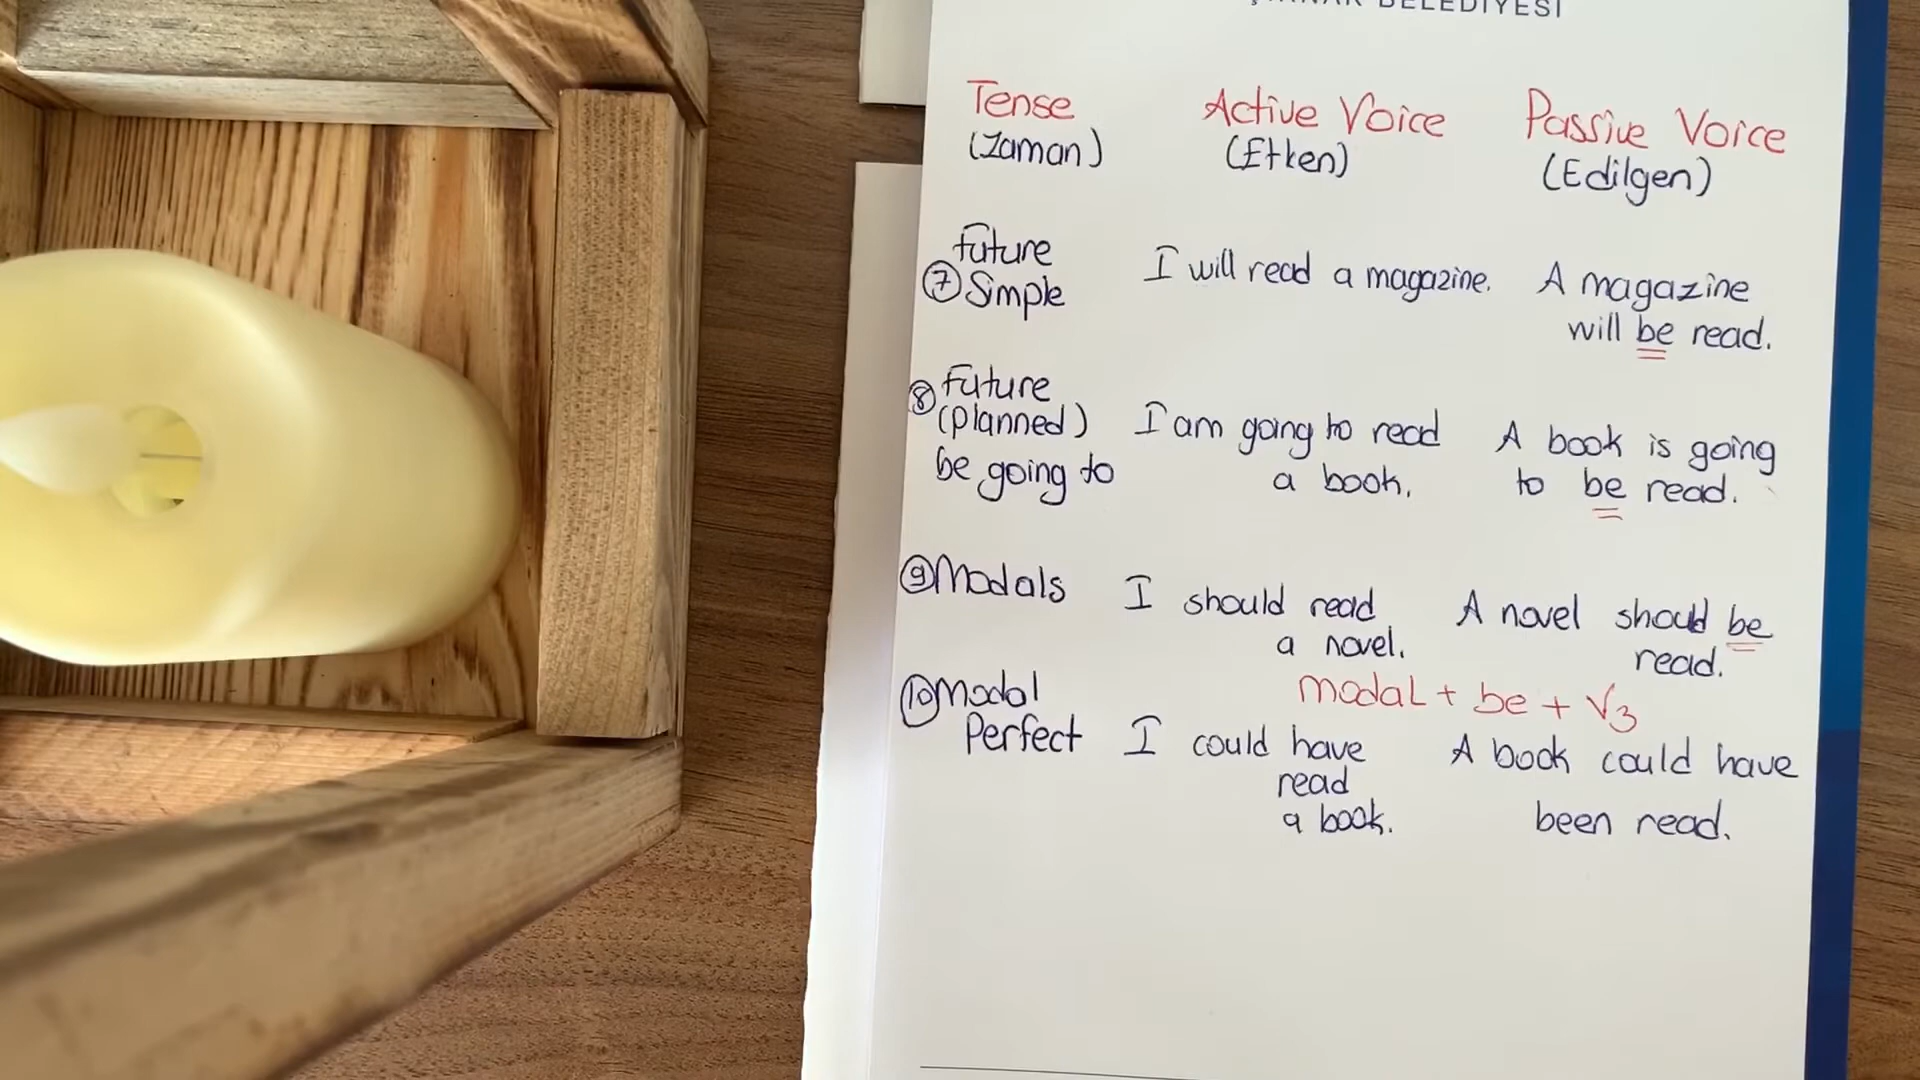 BELEDİYESİ
Tense Active Voice Passive Voice
(Zaman) (Etken) (Edilgen)
future
⑦ Simple I will read a magazine. A magazine
will be read.
⑧ Future
(planned) I am going to read A book is going
be going to a book. to be read.
⑨ Modals I should read A novel should be
a novel. read.
modal + be + V3
⑩ Modal
Perfect I could have A book could have
read been read.
a book.